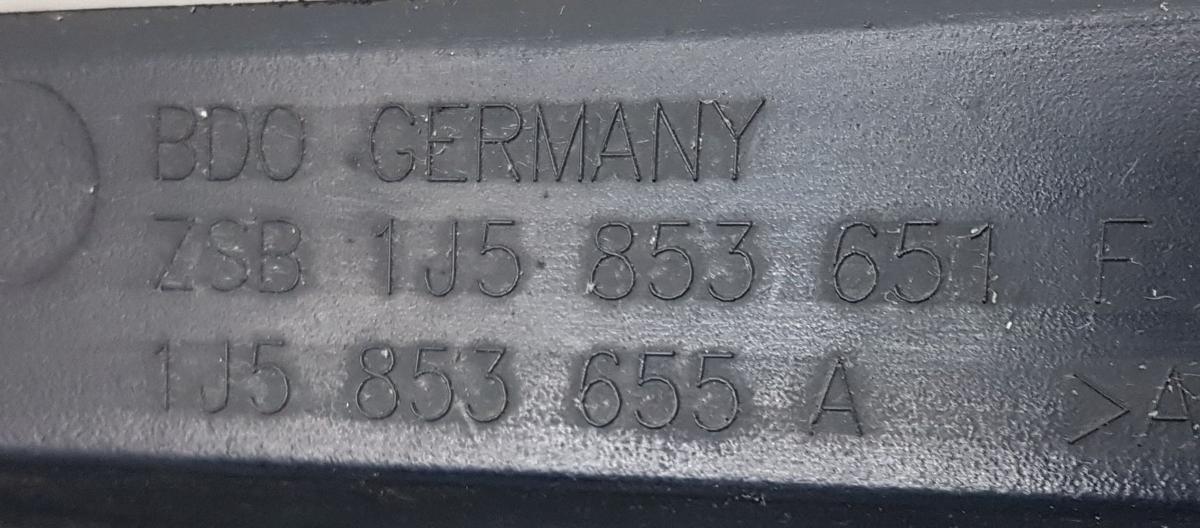 BDO GERMANY
ZSB 1J5 853 651 F
1J5 853 655 A >A